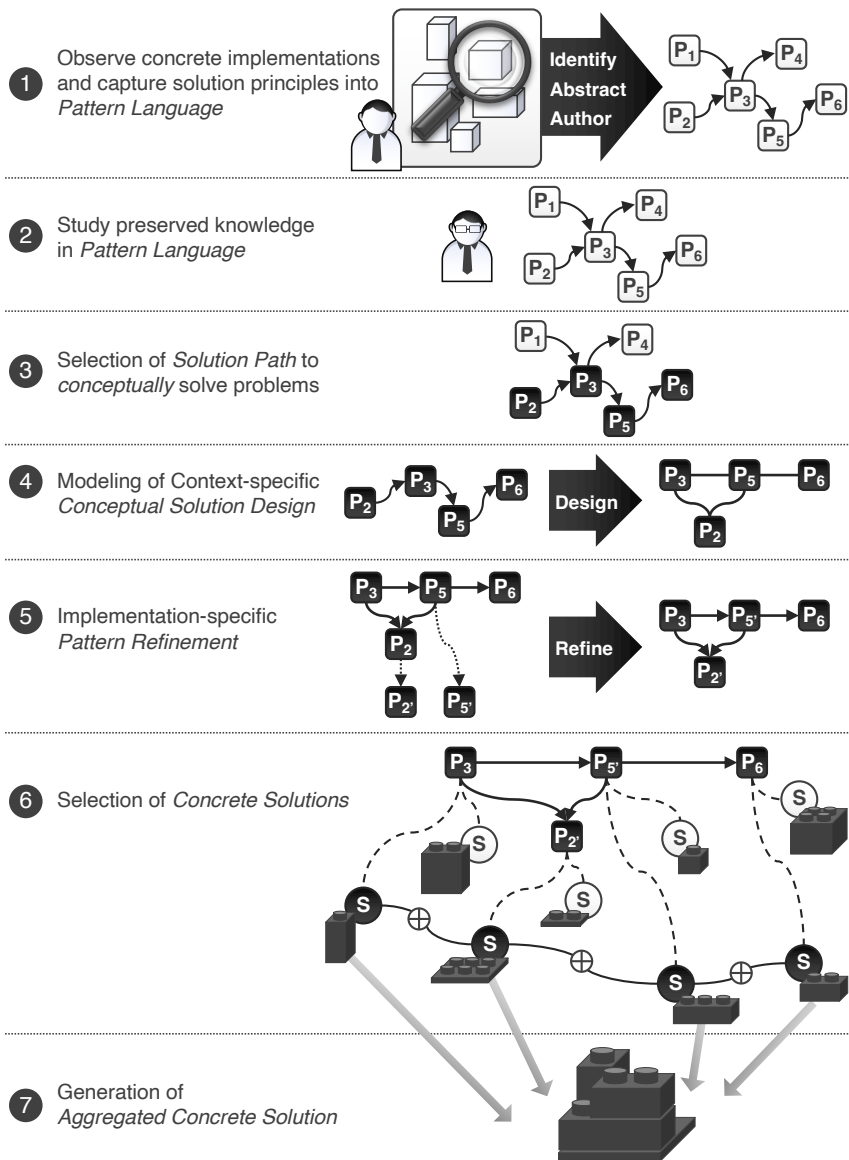 1
Observe concrete implementations
and capture solution principles into
Pattern Language
Identify
Abstract
Author
P1
P4
P3
P6
P2
P5
2
Study preserved knowledge
in Pattern Language
P1
P4
P3
P6
P2
P5
3
Selection of Solution Path to
conceptually solve problems
P1
P4
P3
P6
P2
P5
4
Modeling of Context-specific
Conceptual Solution Design
P2
P3
P5
P6
Design
P3
P5
P6
P2
5
Implementation-specific
Pattern Refinement
P3
P5
P6
P2
P2'
P5'
Refine
P3
P5'
P6
P2'
6
Selection of Concrete Solutions
P3
P5'
P6
P2'
S
S
S
S
S
S
S
S
7
Generation of
Aggregated Concrete Solution